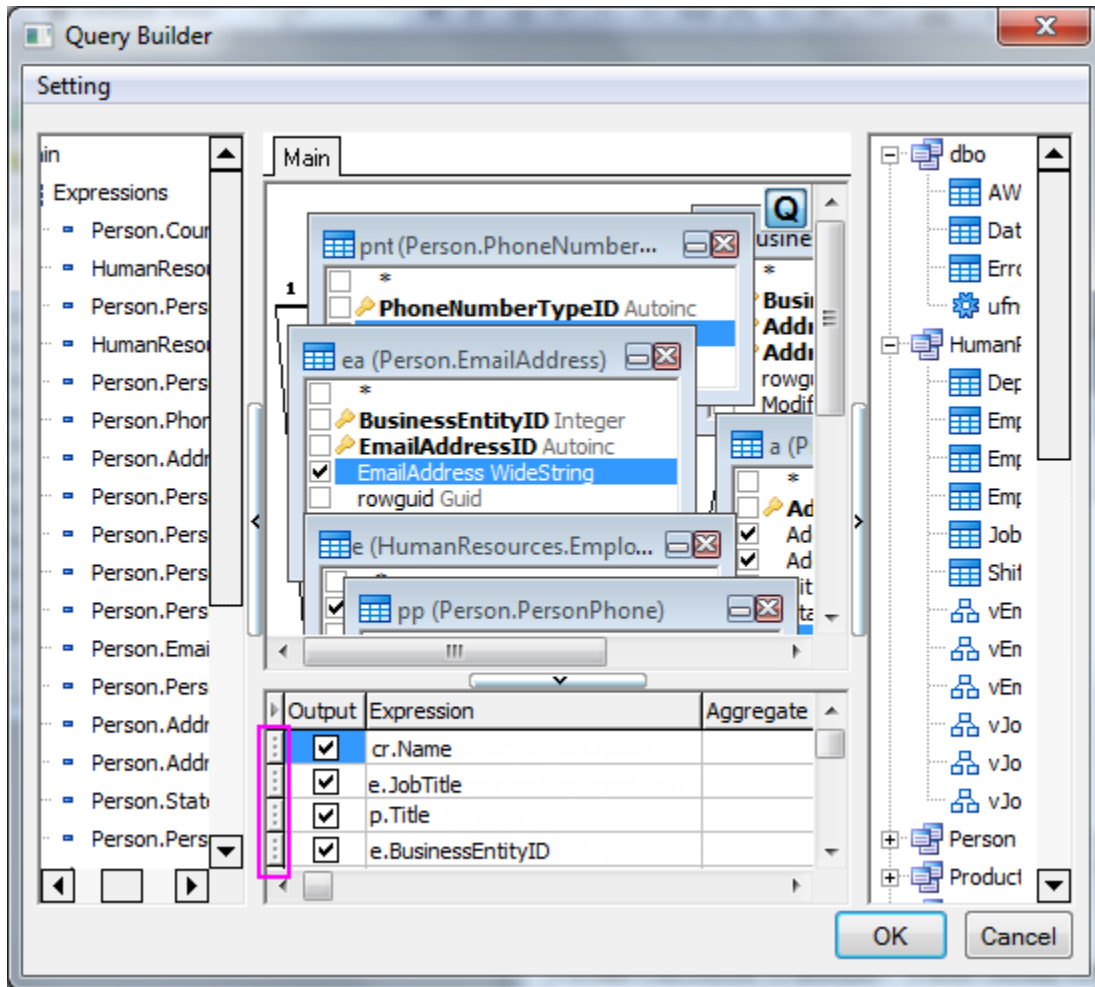 Query Builder
Setting
in
Expressions
Person.Cour
HumanResou
Person.Pers
HumanResou
Person.Pers
Person.Phon
Person.Addr
Person.Pers
Person.Pers
Person.Pers
Person.Pers
Person.Emai
Person.Pers
Person.Addr
Person.Addr
Person.State
Person.Pers
Main
Q
pnt (Person.PhoneNumber...
*
PhoneNumberTypeID Autoinc
1
usine
*
Busin
Addr
Addr
rowgu
Modif
ea (Person.EmailAddress)
*
BusinessEntityID Integer
EmailAddressID Autoinc
EmailAddress WideString
rowguid Guid
a (P
*
Ad
Ad
Ad
it
ta
e (HumanResources.Emplo...
pp (Person.PersonPhone)
Output Expression Aggregate
cr.Name
e.JobTitle
p.Title
e.BusinessEntityID
dbo
AW
Dat
Erro
ufn
HumanR
Dep
Emp
Emp
Emp
Job
Shif
vEn
vEn
vEn
vJo
vJo
vJo
Person
Product
OK Cancel